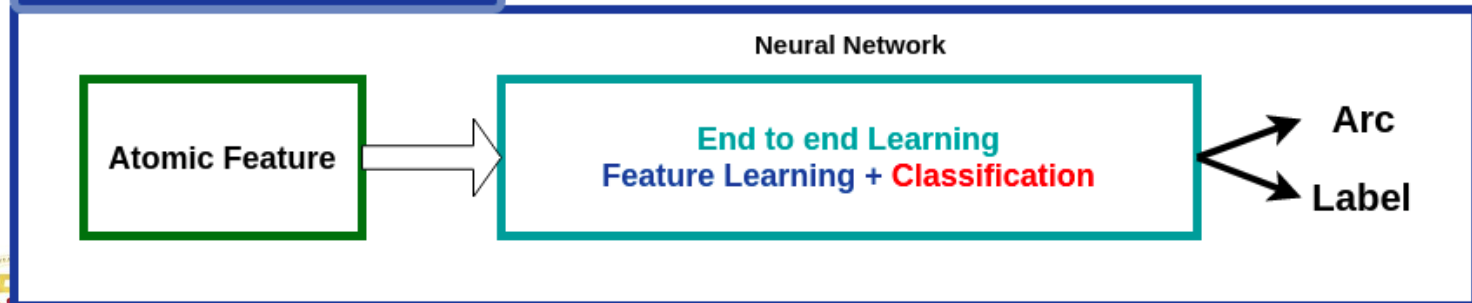 Neural Network
Atomic Feature
End to end Learning
Feature Learning + Classification
Arc
Label